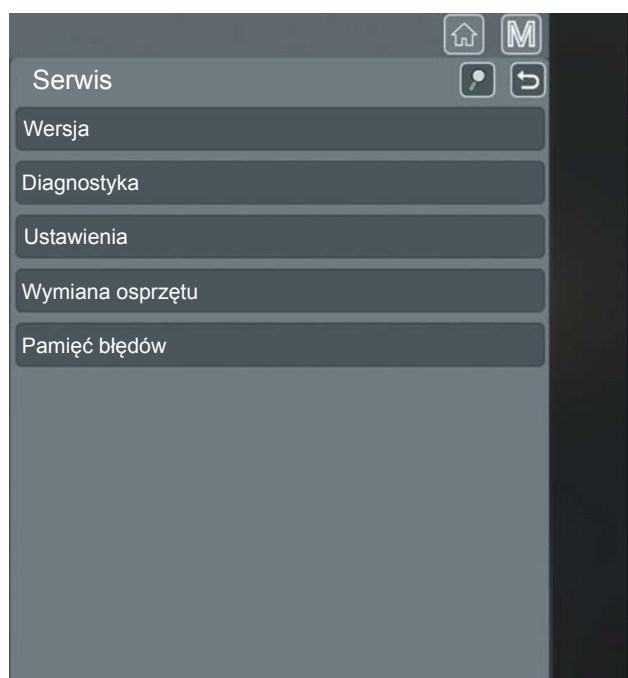 M
Serwis
Wersja
Diagnostyka
Ustawienia
Wymiana osprzętu
Pamięć błędów